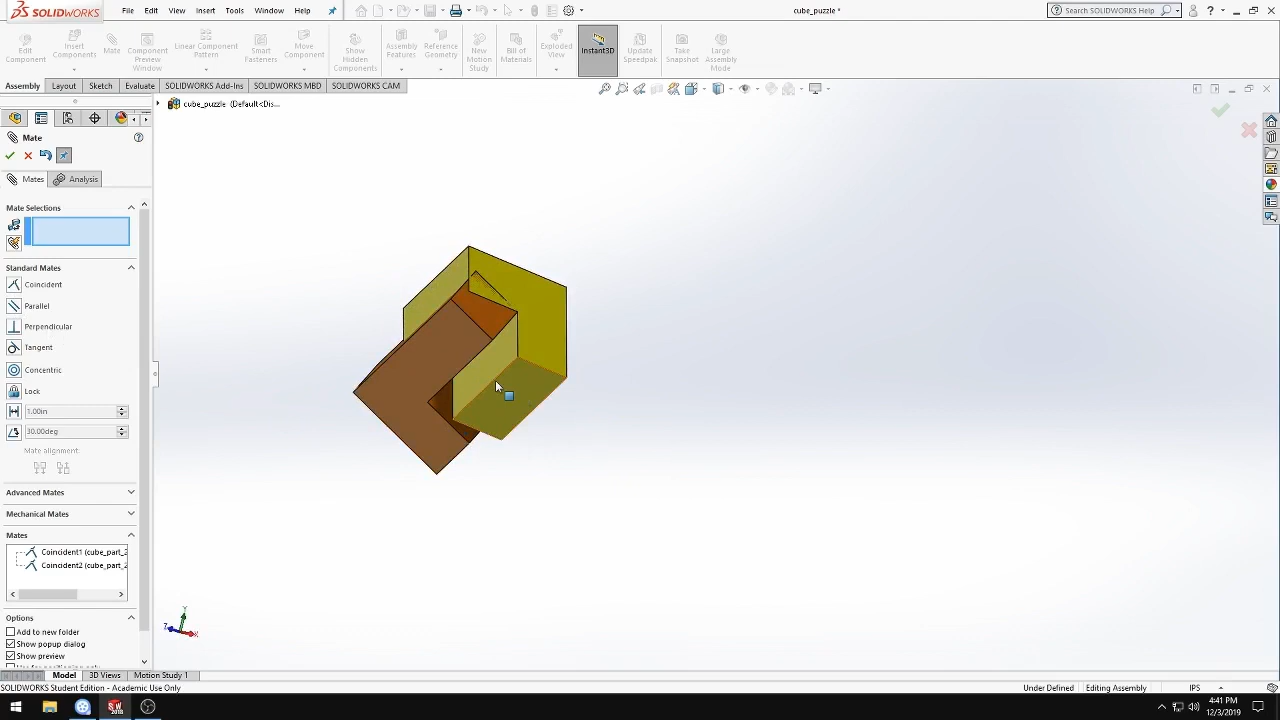 SOLIDWORKS File Edit View Insert Tools Window Help cube_puzzle * Search SOLIDWORKS Help
Edit Component
Insert Components
Mate
Component Preview Window
Linear Component Pattern
Smart Fasteners
Move Component
Show Hidden Components
Assembly Features
Reference Geometry
New Motion Study
Bill of Materials
Exploded View
Instant3D
Update Speedpak
Take Snapshot
Large Assembly Mode
Assembly Layout Sketch Evaluate SOLIDWORKS Add-Ins SOLIDWORKS MBD SOLIDWORKS CAM
cube_puzzle (Default<Dis...
Mate
Mates Analysis
Mate Selections
Standard Mates
Coincident
Parallel
Perpendicular
Tangent
Concentric
Lock
1.00in
30.00deg
Mate alignment:
Advanced Mates
Mechanical Mates
Mates
Coincident1 (cube_part_2
Coincident2 (cube_part_2
Options
Add to new folder
Show popup dialog
Show preview
Y
Z X
Model 3D Views Motion Study 1
SOLIDWORKS Student Edition - Academic Use Only Under Defined Editing Assembly IPS
4:41 PM
12/3/2019